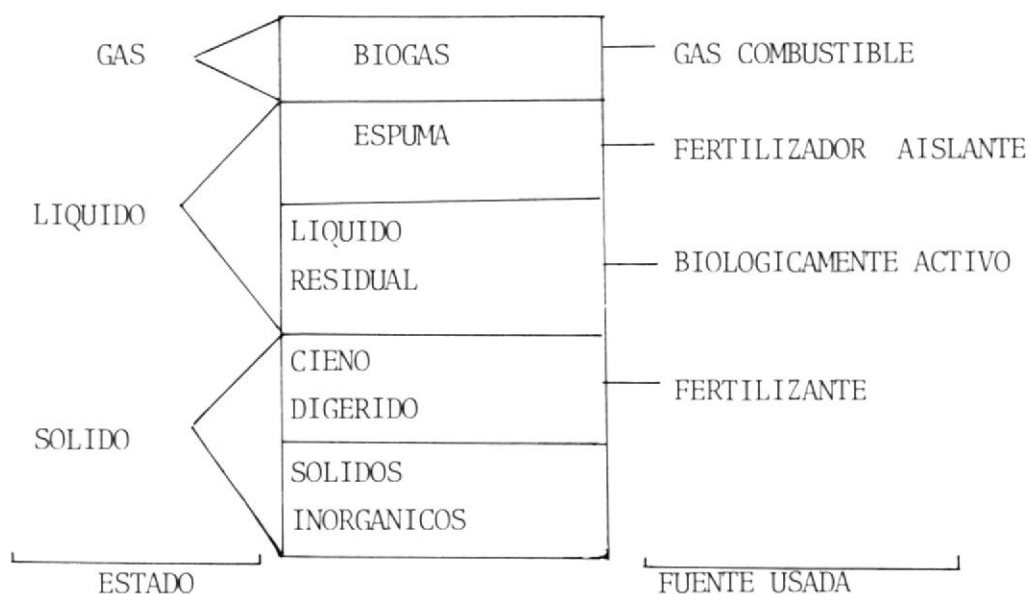 GAS
BIOGAS
GAS COMBUSTIBLE
ESPUMA
FERTILIZADOR AISLANTE
LIQUIDO
LIQUIDO
RESIDUAL
BIOLOGICAMENTE ACTIVO
CIENO
DIGERIDO
FERTILIZANTE
SOLIDO
SOLIDOS
INORGANICOS
ESTADO
FUENTE USADA